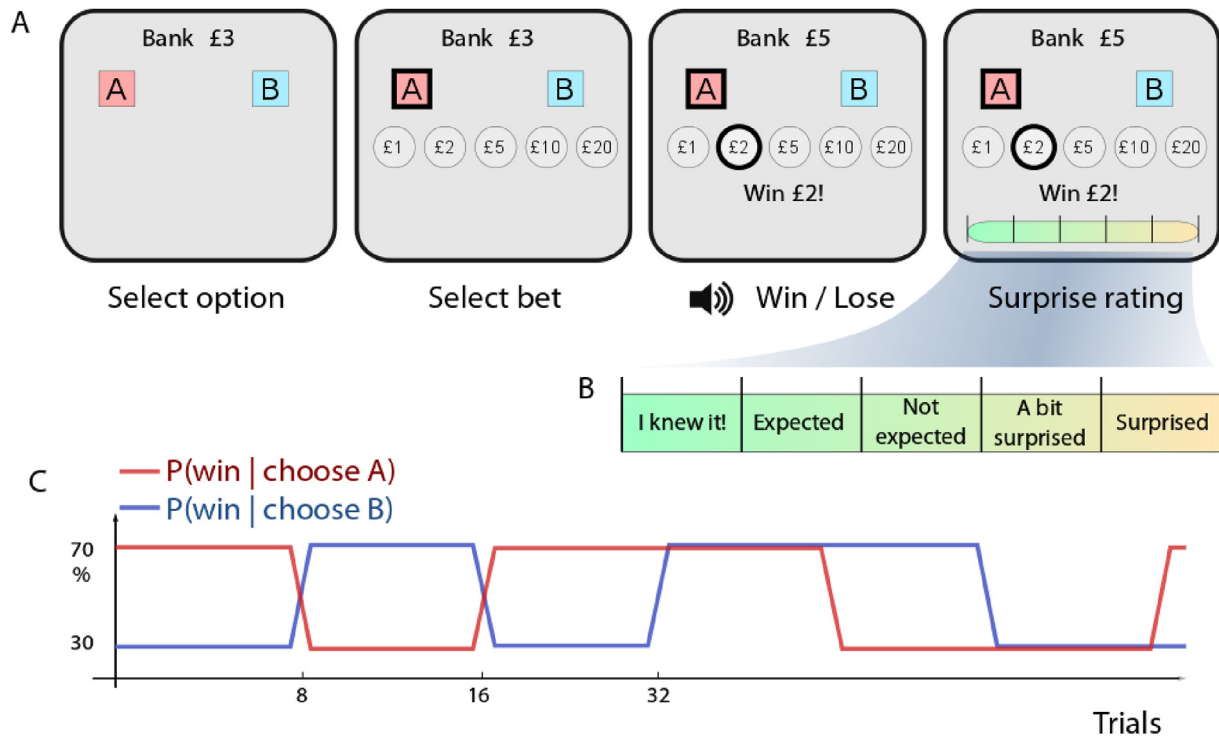 A
Bank £3
A B
Select option
Bank £3
A B
£1 £2 £5 £10 £20
Select bet
Bank £5
A B
£1 £2 £5 £10 £20
Win £2!
Win / Lose
Bank £5
A B
£1 £2 £5 £10 £20
Win £2!
Surprise rating
B
I knew it!
Expected
Not
expected
A bit
surprised
Surprised
C
P(win | choose A)
P(win | choose B)
70
%
30
8 16 32
Trials